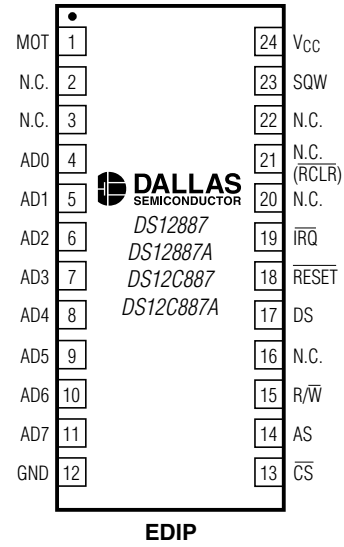 MOT 1 24 VCC
N.C. 2 23 SQW
N.C. 3 22 N.C.
AD0 4 21 N.C. (RCLR)
AD1 5 20 N.C.
AD2 6 19 IRQ
AD3 7 18 RESET
AD4 8 17 DS
AD5 9 16 N.C.
AD6 10 15 R/W
AD7 11 14 AS
GND 12 13 CS
DALLAS
SEMICONDUCTOR
DS12887
DS12887A
DS12C887
DS12C887A
EDIP